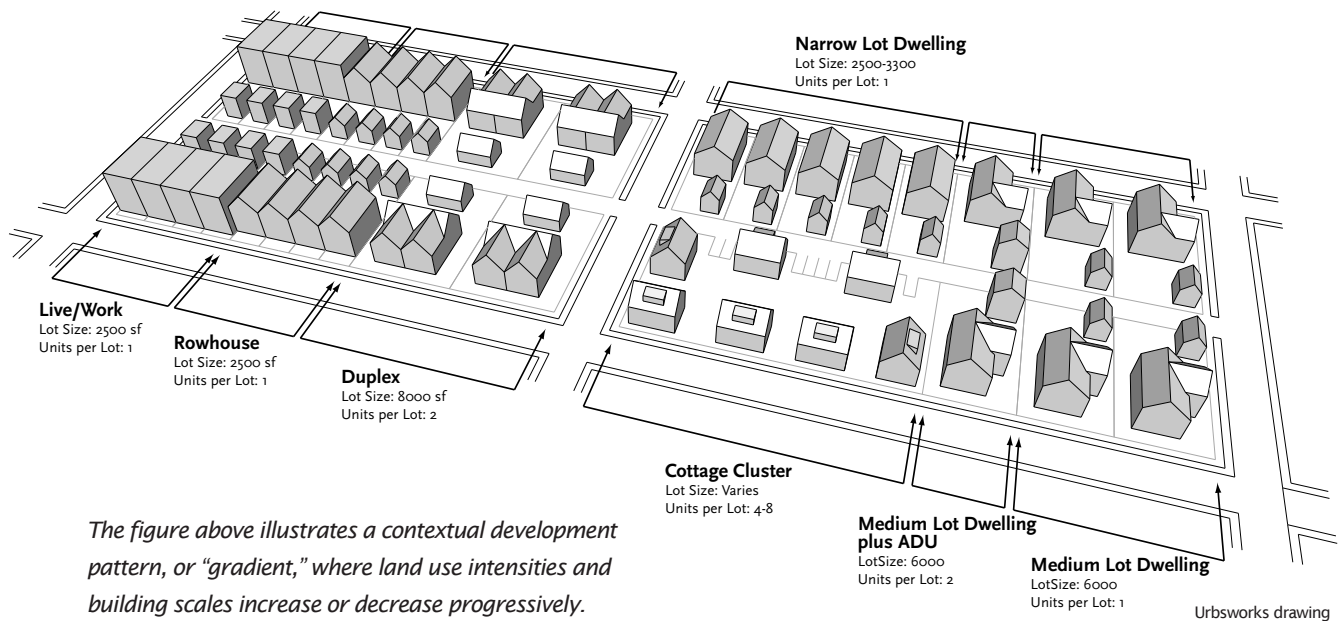 Narrow Lot Dwelling
Lot Size: 2500-3300
Units per Lot: 1
Live/Work
Lot Size: 2500 sf
Units per Lot: 1
Rowhouse
Lot Size: 2500 sf
Units per Lot: 1
Duplex
Lot Size: 8000 sf
Units per Lot: 2
Cottage Cluster
Lot Size: Varies
Units per Lot: 4-8
Medium Lot Dwelling
plus ADU
LotSize: 6000
Units per Lot: 2
Medium Lot Dwelling
LotSize: 6000
Units per Lot: 1
The figure above illustrates a contextual development
pattern, or “gradient,” where land use intensities and
building scales increase or decrease progressively.
Urbsworks drawing